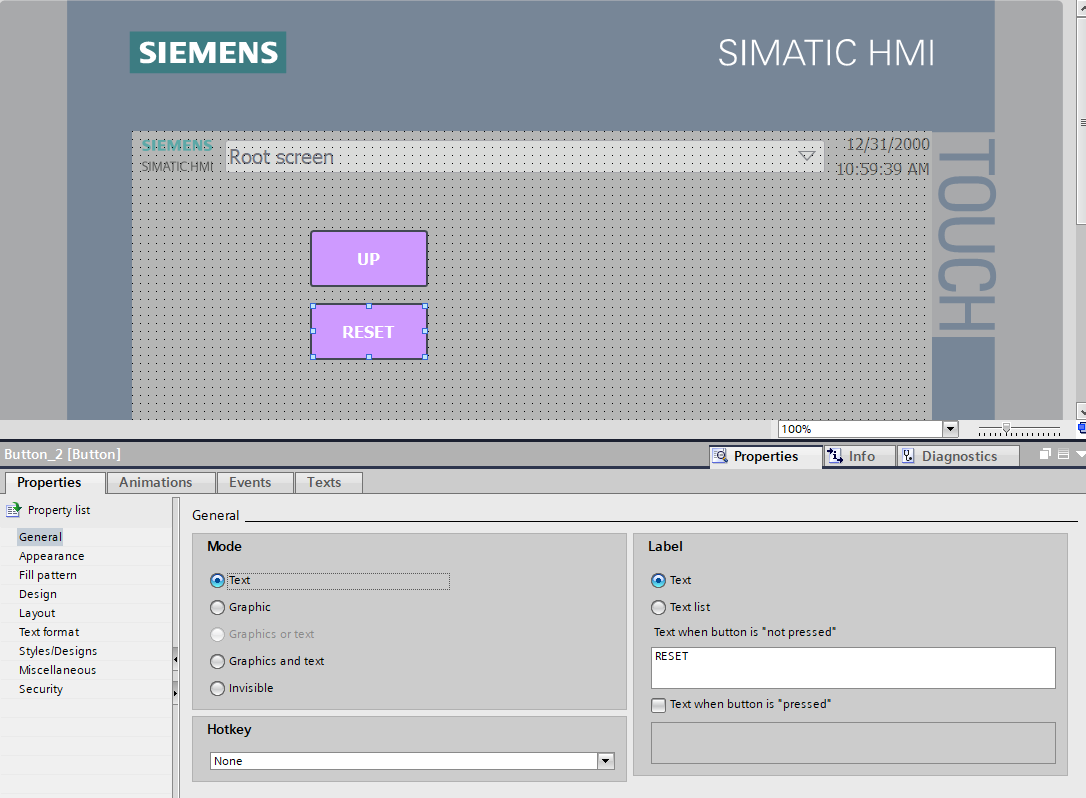 SIEMENS
SIMATIC HMI
SIEMENS
SIMATIC HMI
Root screen
12/31/2000
10:59:39 AM
TOUCH
UP
RESET
100%
Button_2 [Button]
Properties
Info
Diagnostics
Properties
Animations
Events
Texts
Property list
General
Appearance
Fill pattern
Design
Layout
Text format
Styles/Designs
Miscellaneous
Security
General
Mode
Text
Graphic
Graphics or text
Graphics and text
Invisible
Hotkey
None
Label
Text
Text list
Text when button is "not pressed"
RESET
Text when button is "pressed"